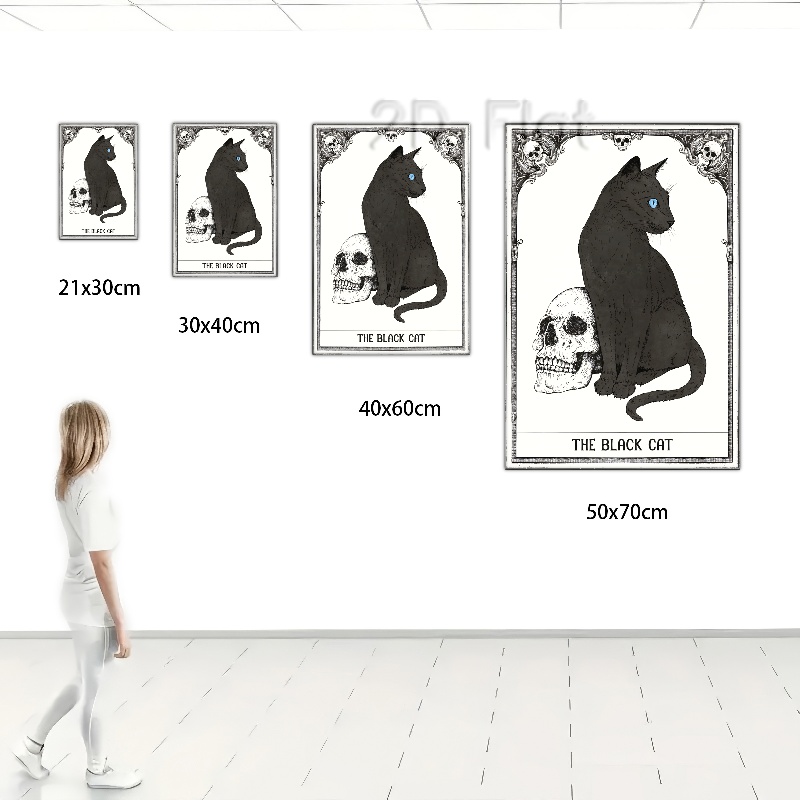 2D Flat
THE BLACK CAT
THE BLACK CAT
THE BLACK CAT
THE BLACK CAT
21x30cm
30x40cm
40x60cm
50x70cm